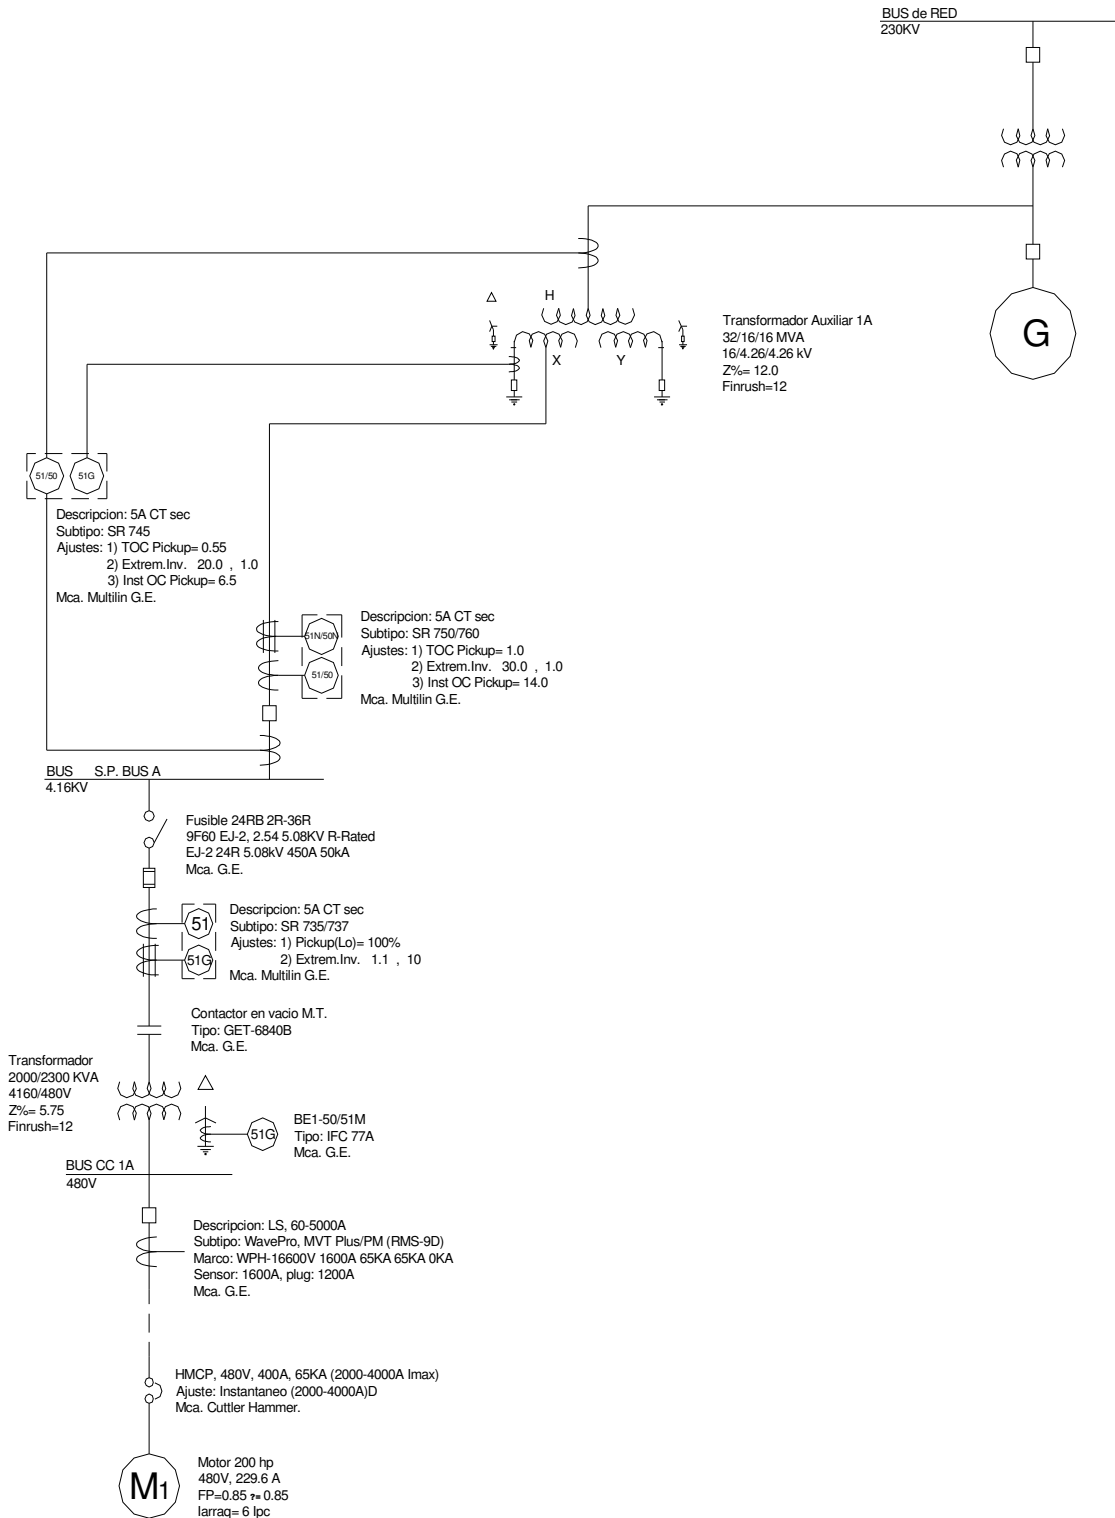 BUS de RED
230KV
H
X
Y
Transformador Auxiliar 1A
32/16/16 MVA
16/4.26/4.26 kV
Z%= 12.0
Finrush=12
G
51/50
51G
Descripcion: 5A CT sec
Subtipo: SR 745
Ajustes: 1) TOC Pickup= 0.55
2) Extrem.Inv. 20.0 , 1.0
3) Inst OC Pickup= 6.5
Mca. Multilin G.E.
51N/50N
51/50
Descripcion: 5A CT sec
Subtipo: SR 750/760
Ajustes: 1) TOC Pickup= 1.0
2) Extrem.Inv. 30.0 , 1.0
3) Inst OC Pickup= 14.0
Mca. Multilin G.E.
BUS S.P. BUS A
4.16KV
Fusible 24RB 2R-36R
9F60 EJ-2, 2.54 5.08KV R-Rated
EJ-2 24R 5.08kV 450A 50kA
Mca. G.E.
51
51G
Descripcion: 5A CT sec
Subtipo: SR 735/737
Ajustes: 1) Pickup(Lo)= 100%
2) Extrem.Inv. 1.1 , 10
Mca. Multilin G.E.
Contactor en vacio M.T.
Tipo: GET-6840B
Mca. G.E.
Transformador
2000/2300 KVA
4160/480V
Z%= 5.75
Finrush=12
51G
BE1-50/51M
Tipo: IFC 77A
Mca. G.E.
BUS CC 1A
480V
Descripcion: LS, 60-5000A
Subtipo: WavePro, MVT Plus/PM (RMS-9D)
Marco: WPH-16600V 1600A 65KA 65KA 0KA
Sensor: 1600A, plug: 1200A
Mca. G.E.
HMCP, 480V, 400A, 65KA (2000-4000A Imax)
Ajuste: Instantaneo (2000-4000A)D
Mca. Cuttler Hammer.
M1
Motor 200 hp
480V, 229.6 A
FP=0.85 ?= 0.85
Iarraq= 6 Ipc